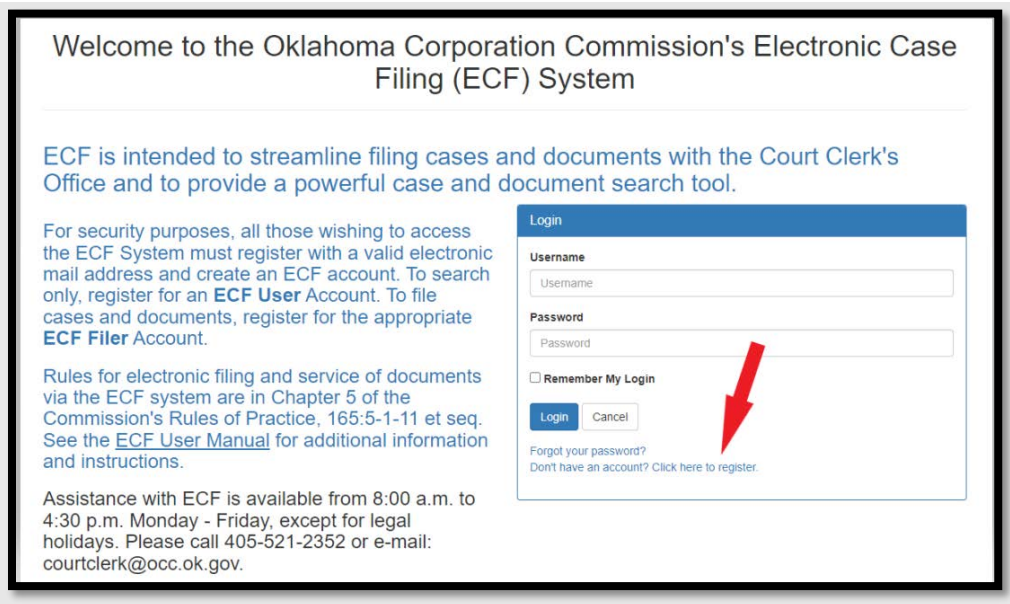 Welcome to the Oklahoma Corporation Commission's Electronic Case
Filing (ECF) System
ECF is intended to streamline filing cases and documents with the Court Clerk's
Office and to provide a powerful case and document search tool.
For security purposes, all those wishing to access
the ECF System must register with a valid electronic
mail address and create an ECF account. To search
only, register for an ECF User Account. To file
cases and documents, register for the appropriate
ECF Filer Account.
Rules for electronic filing and service of documents
via the ECF system are in Chapter 5 of the
Commission's Rules of Practice, 165:5-1-11 et seq.
See the ECF User Manual for additional information
and instructions.
Assistance with ECF is available from 8:00 a.m. to
4:30 p.m. Monday - Friday, except for legal
holidays. Please call 405-521-2352 or e-mail:
courtclerk@occ.ok.gov.
Login
Username
Username
Password
Password
Remember My Login
Login Cancel
Forgot your password?
Don't have an account? Click here to register.